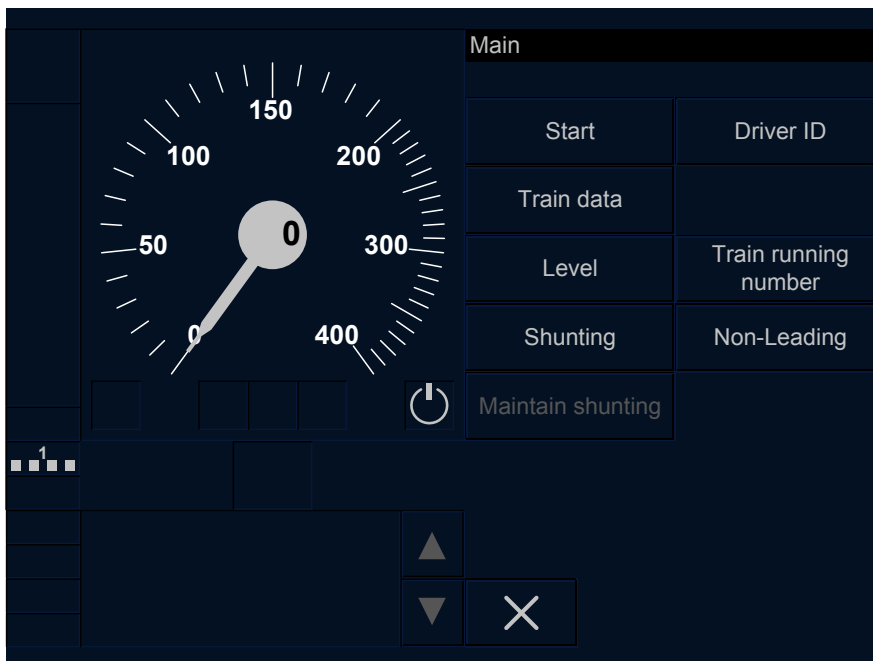 Main
150
100
200
50
0
300
0
400
Start
Driver ID
Train data
Level
Train running
number
Shunting
Non-Leading
Maintain shunting
1